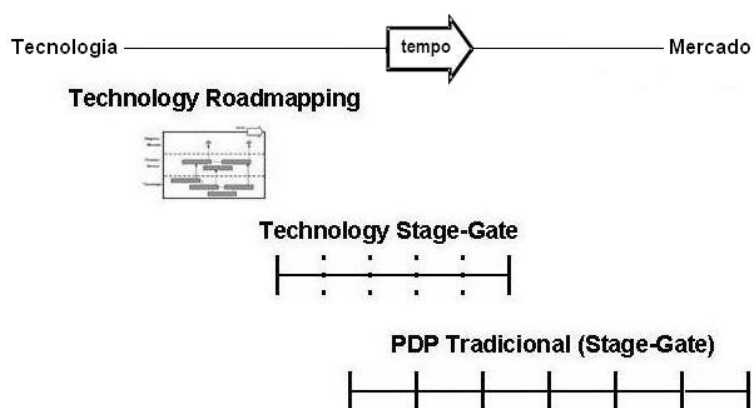 Tecnologia
tempo
Mercado
Technology Roadmapping
Technology Stage-Gate
PDP Tradicional (Stage-Gate)